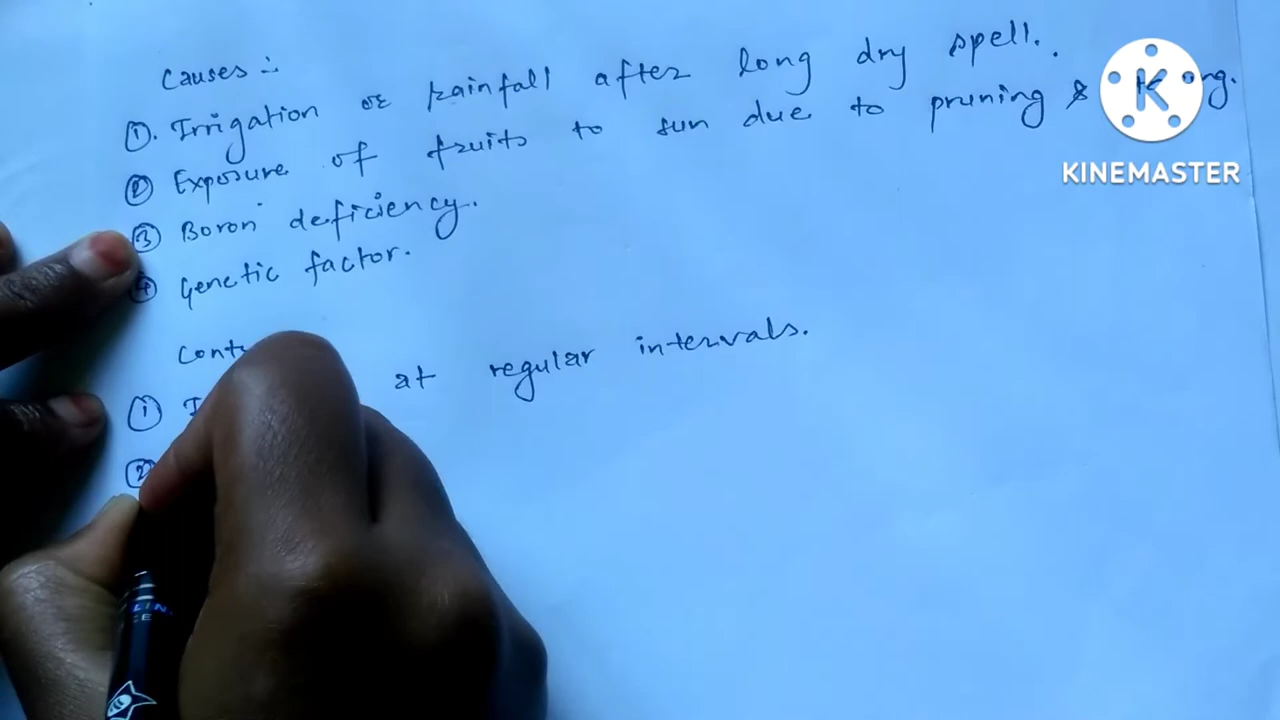 Causes :-
①. Irrigation or rainfall after long dry spell.
② Exposure of fruits to sun due to pruning &
③ Boron deficiency.
④ Genetic factor.
① at regular intervals.
②
K
KINEMASTER